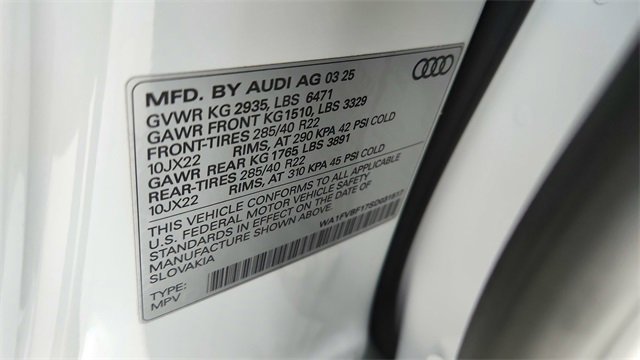 MFD. BY AUDI AG 03 25
GVWR KG 2935, LBS 6471
GAWR FRONT KG1510, LBS 3329
FRONT-TIRES 285/40 R22
10JX22 RIMS, AT 290 KPA 42 PSI COLD
GAWR REAR KG 1765, LBS 3891
REAR-TIRES 285/40 R22
10JX22 RIMS, AT 310 KPA 45 PSI COLD
THIS VEHICLE CONFORMS TO ALL APPLICABLE
U.S. FEDERAL MOTOR VEHICLE SAFETY
STANDARDS IN EFFECT ON THE DATE OF
MANUFACTURE SHOWN ABOVE.
SLOVAKIA
TYPE:
MPV